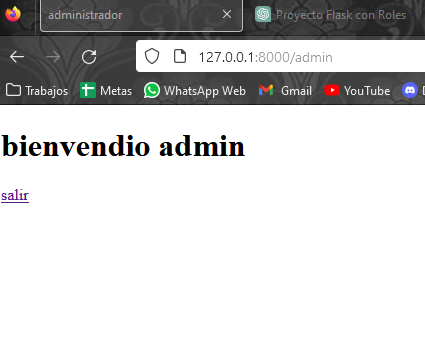 administrador
Proyecto Flask con Roles
127.0.0.1:8000/admin
Trabajos Metas WhatsApp Web Gmail YouTube D
bienvendio admin
salir